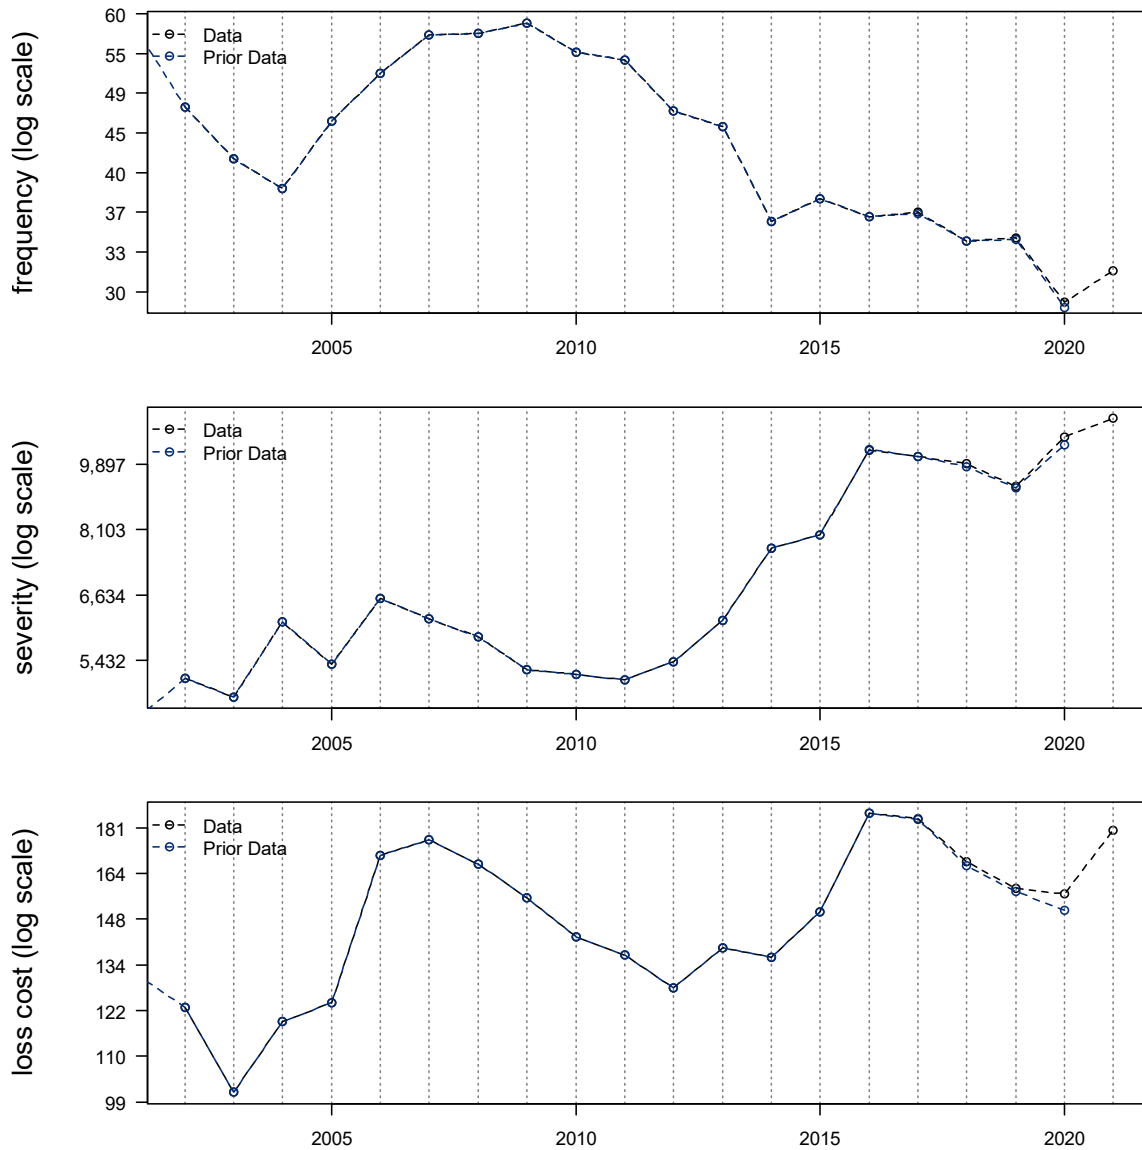 frequency (log scale)
60
55
49
45
40
37
33
30
Data
Prior Data
2005 2010 2015 2020
severity (log scale)
9,897
8,103
6,634
5,432
Data
Prior Data
2005 2010 2015 2020
loss cost (log scale)
181
164
148
134
122
110
99
Data
Prior Data
2005 2010 2015 2020